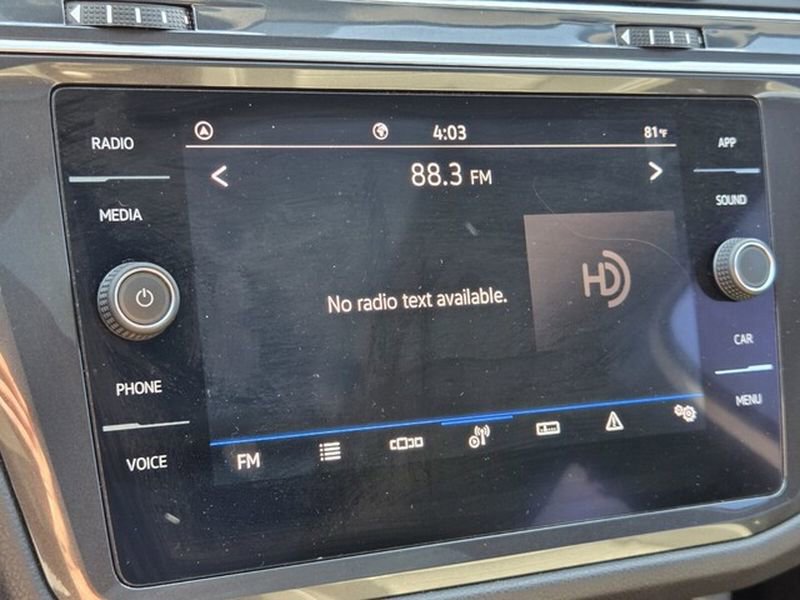 RADIO
MEDIA
PHONE
VOICE
4:03
81°F
88.3 FM
No radio text available.
HD
FM
APP
SOUND
CAR
MENU